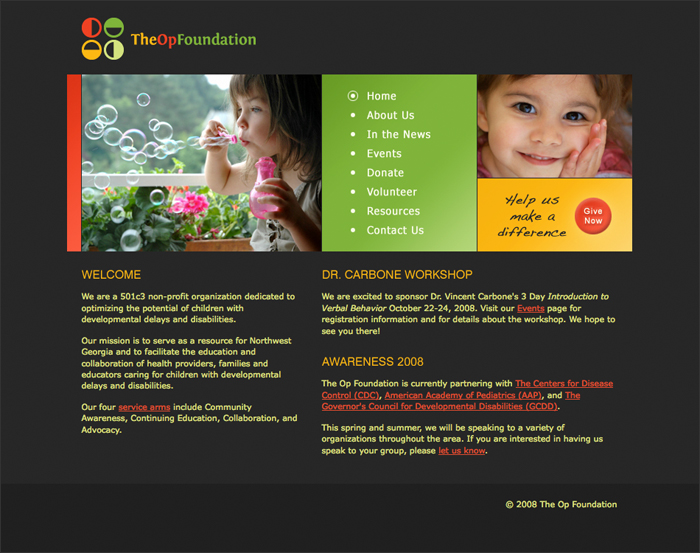 TheOpFoundation
Home
About Us
In the News
Events
Donate
Volunteer
Resources
Contact Us
Help us
make a
difference
Give
Now
WELCOME
We are a 501c3 non-profit organization dedicated to
optimizing the potential of children with
developmental delays and disabilities.
Our mission is to serve as a resource for Northwest
Georgia and to facilitate the education and
collaboration of health providers, families and
educators caring for children with developmental
delays and disabilities.
Our four service arms include Community
Awareness, Continuing Education, Collaboration, and
Advocacy.
DR. CARBONE WORKSHOP
We are excited to sponsor Dr. Vincent Carbone's 3 Day Introduction to
Verbal Behavior October 22-24, 2008. Visit our Events page for
registration information and for details about the workshop. We hope to
see you there!
AWARENESS 2008
The Op Foundation is currently partnering with The Centers for Disease
Control (CDC), American Academy of Pediatrics (AAP), and The
Governor's Council for Developmental Disabilities (GCDD).
This spring and summer, we will be speaking to a variety of
organizations throughout the area. If you are interested in having us
speak to your group, please let us know.
© 2008 The Op Foundation